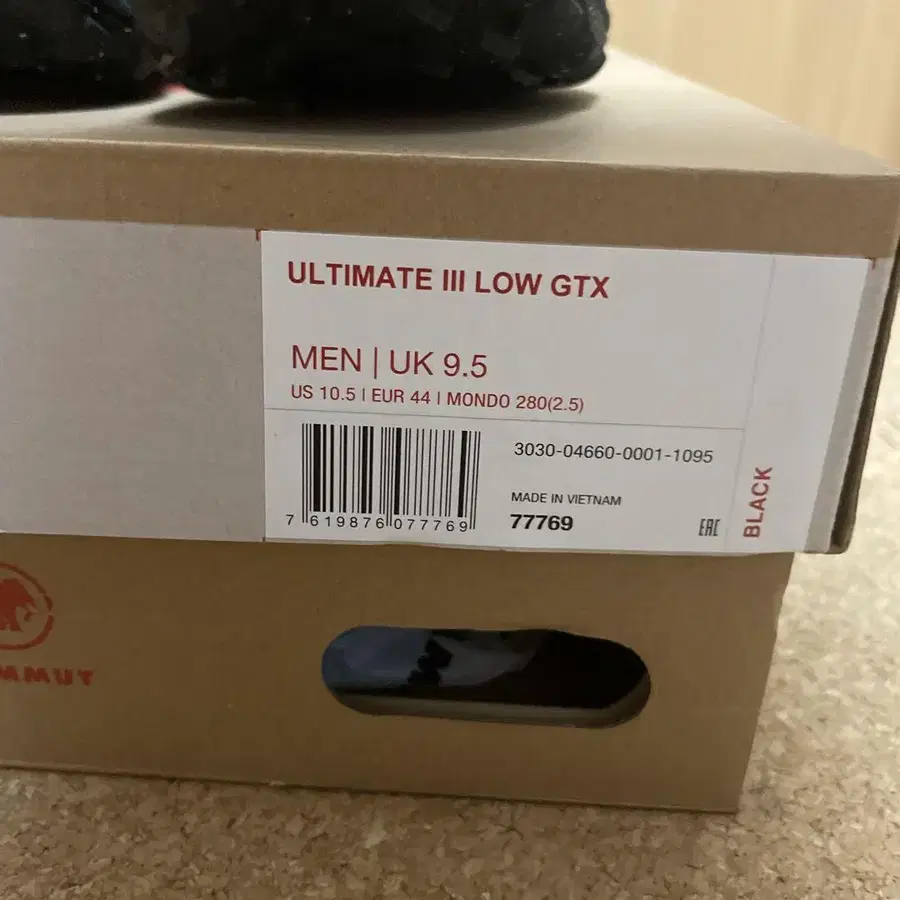 ULTIMATE III LOW GTX
MEN | UK 9.5
US 10.5 | EUR 44 | MONDO 280(2.5)
3030-04660-0001-1095
MADE IN VIETNAM
77769
7 619876 077769
EAC
BLACK
MMUT